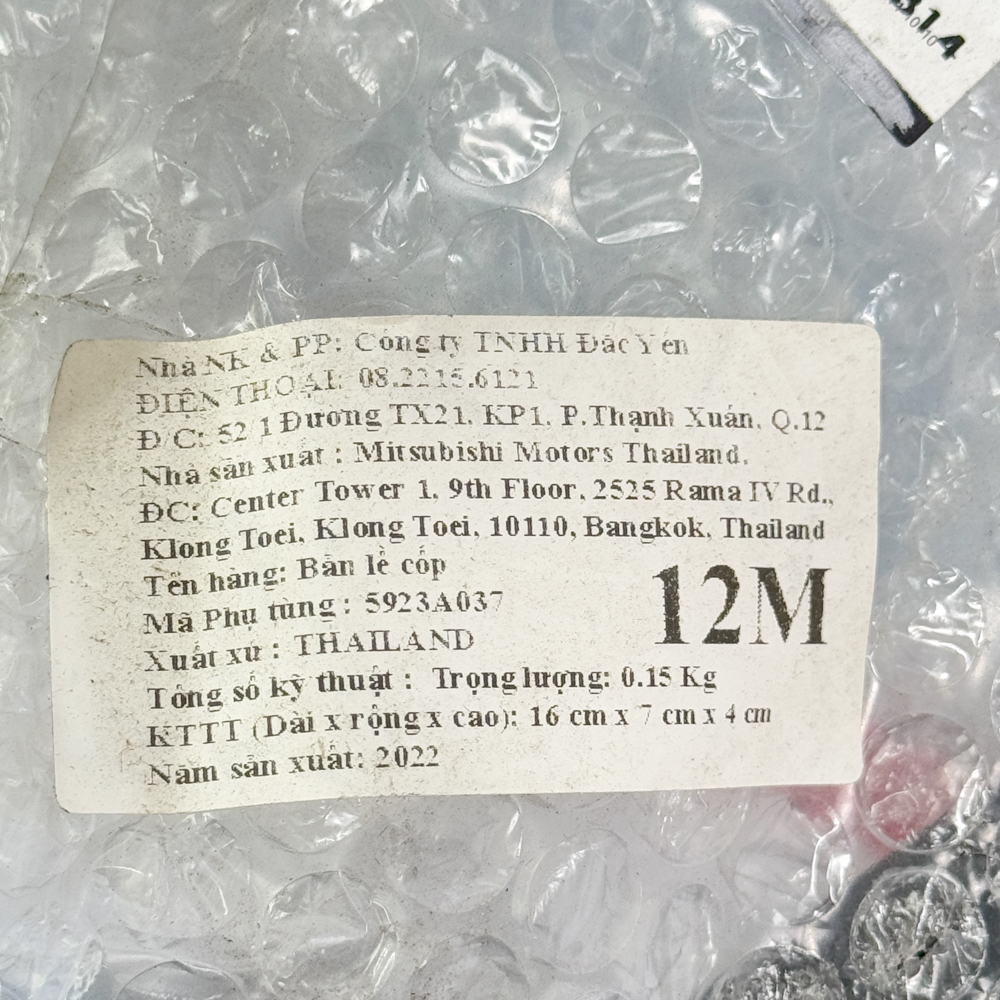 314
Nhà NK & PP: Công ty TNHH Đắc Yến
ĐIỆN THOẠI: 08.2215.6121
Đ/C: 52/1 Đường TX21, KP1, P.Thạnh Xuân, Q.12
Nhà sản xuất : Mitsubishi Motors Thailand.
ĐC: Center Tower 1, 9th Floor, 2525 Rama IV Rd.,
Klong Toei, Klong Toei, 10110, Bangkok, Thailand
Tên hàng: Bản lề cốp
Mã Phụ tùng : 5923A037
12M
Xuất xứ : THAILAND
Tổng số kỹ thuật : Trọng lượng: 0.15 Kg
KTTT (Dài x rộng x cao): 16 cm x 7 cm x 4 cm
Năm sản xuất: 2022